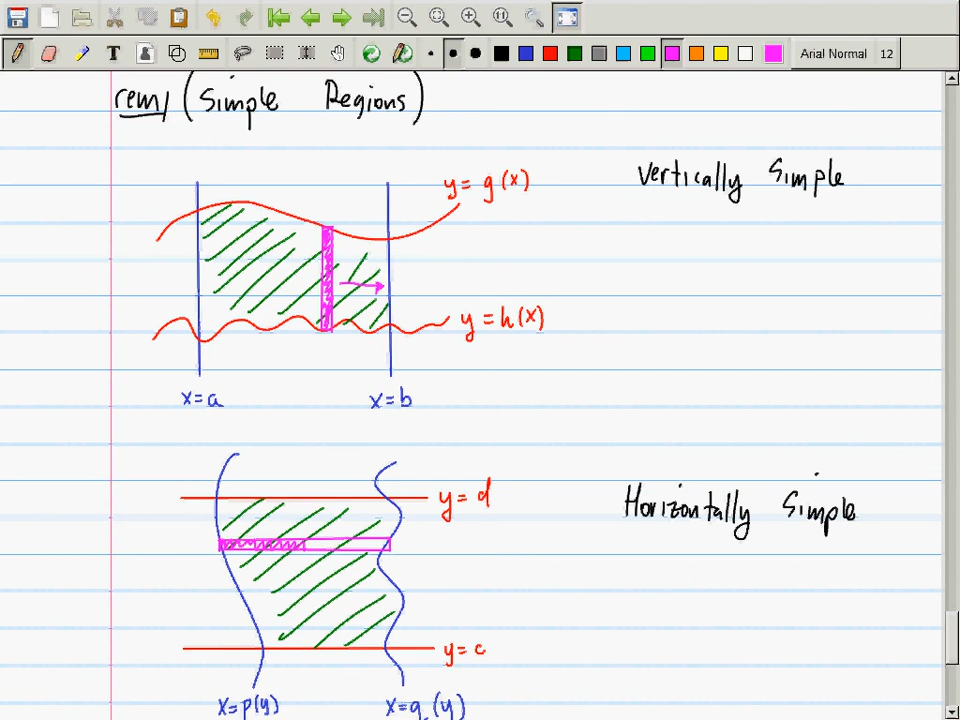 T
Arial Normal 12
rem/ (Simple Regions)
Vertically Simple
y = g(x)
y = h(x)
x=a
x=b
Horizontally Simple
y = d
y = c
x=p(y)
x=q(y)